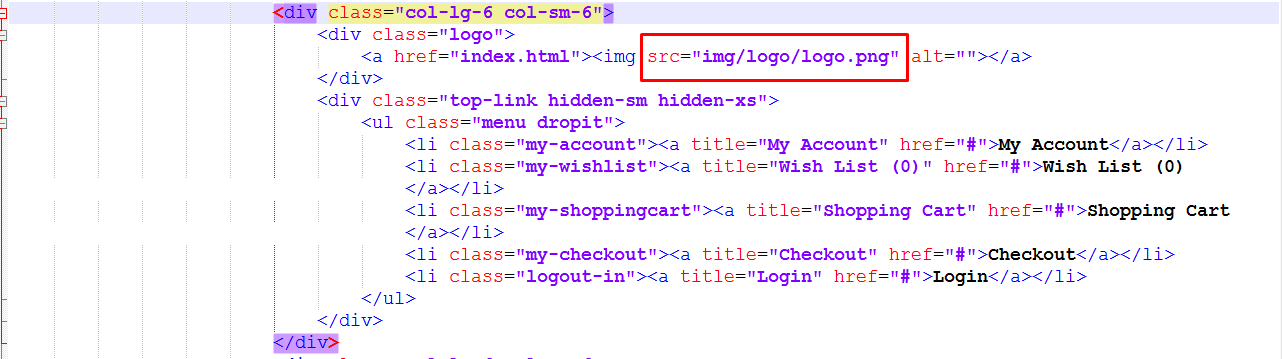 <div class="col-lg-6 col-sm-6">
<div class="logo">
<a href="index.html"><img src="img/logo/logo.png" alt=""></a>
</div>
<div class="top-link hidden-sm hidden-xs">
<ul class="menu dropit">
<li class="my-account"><a title="My Account" href="#">My Account</a></li>
<li class="my-wishlist"><a title="Wish List (0)" href="#">Wish List (0)
</a></li>
<li class="my-shoppingcart"><a title="Shopping Cart" href="#">Shopping Cart
</a></li>
<li class="my-checkout"><a title="Checkout" href="#">Checkout</a></li>
<li class="logout-in"><a title="Login" href="#">Login</a></li>
</ul>
</div>
</div>